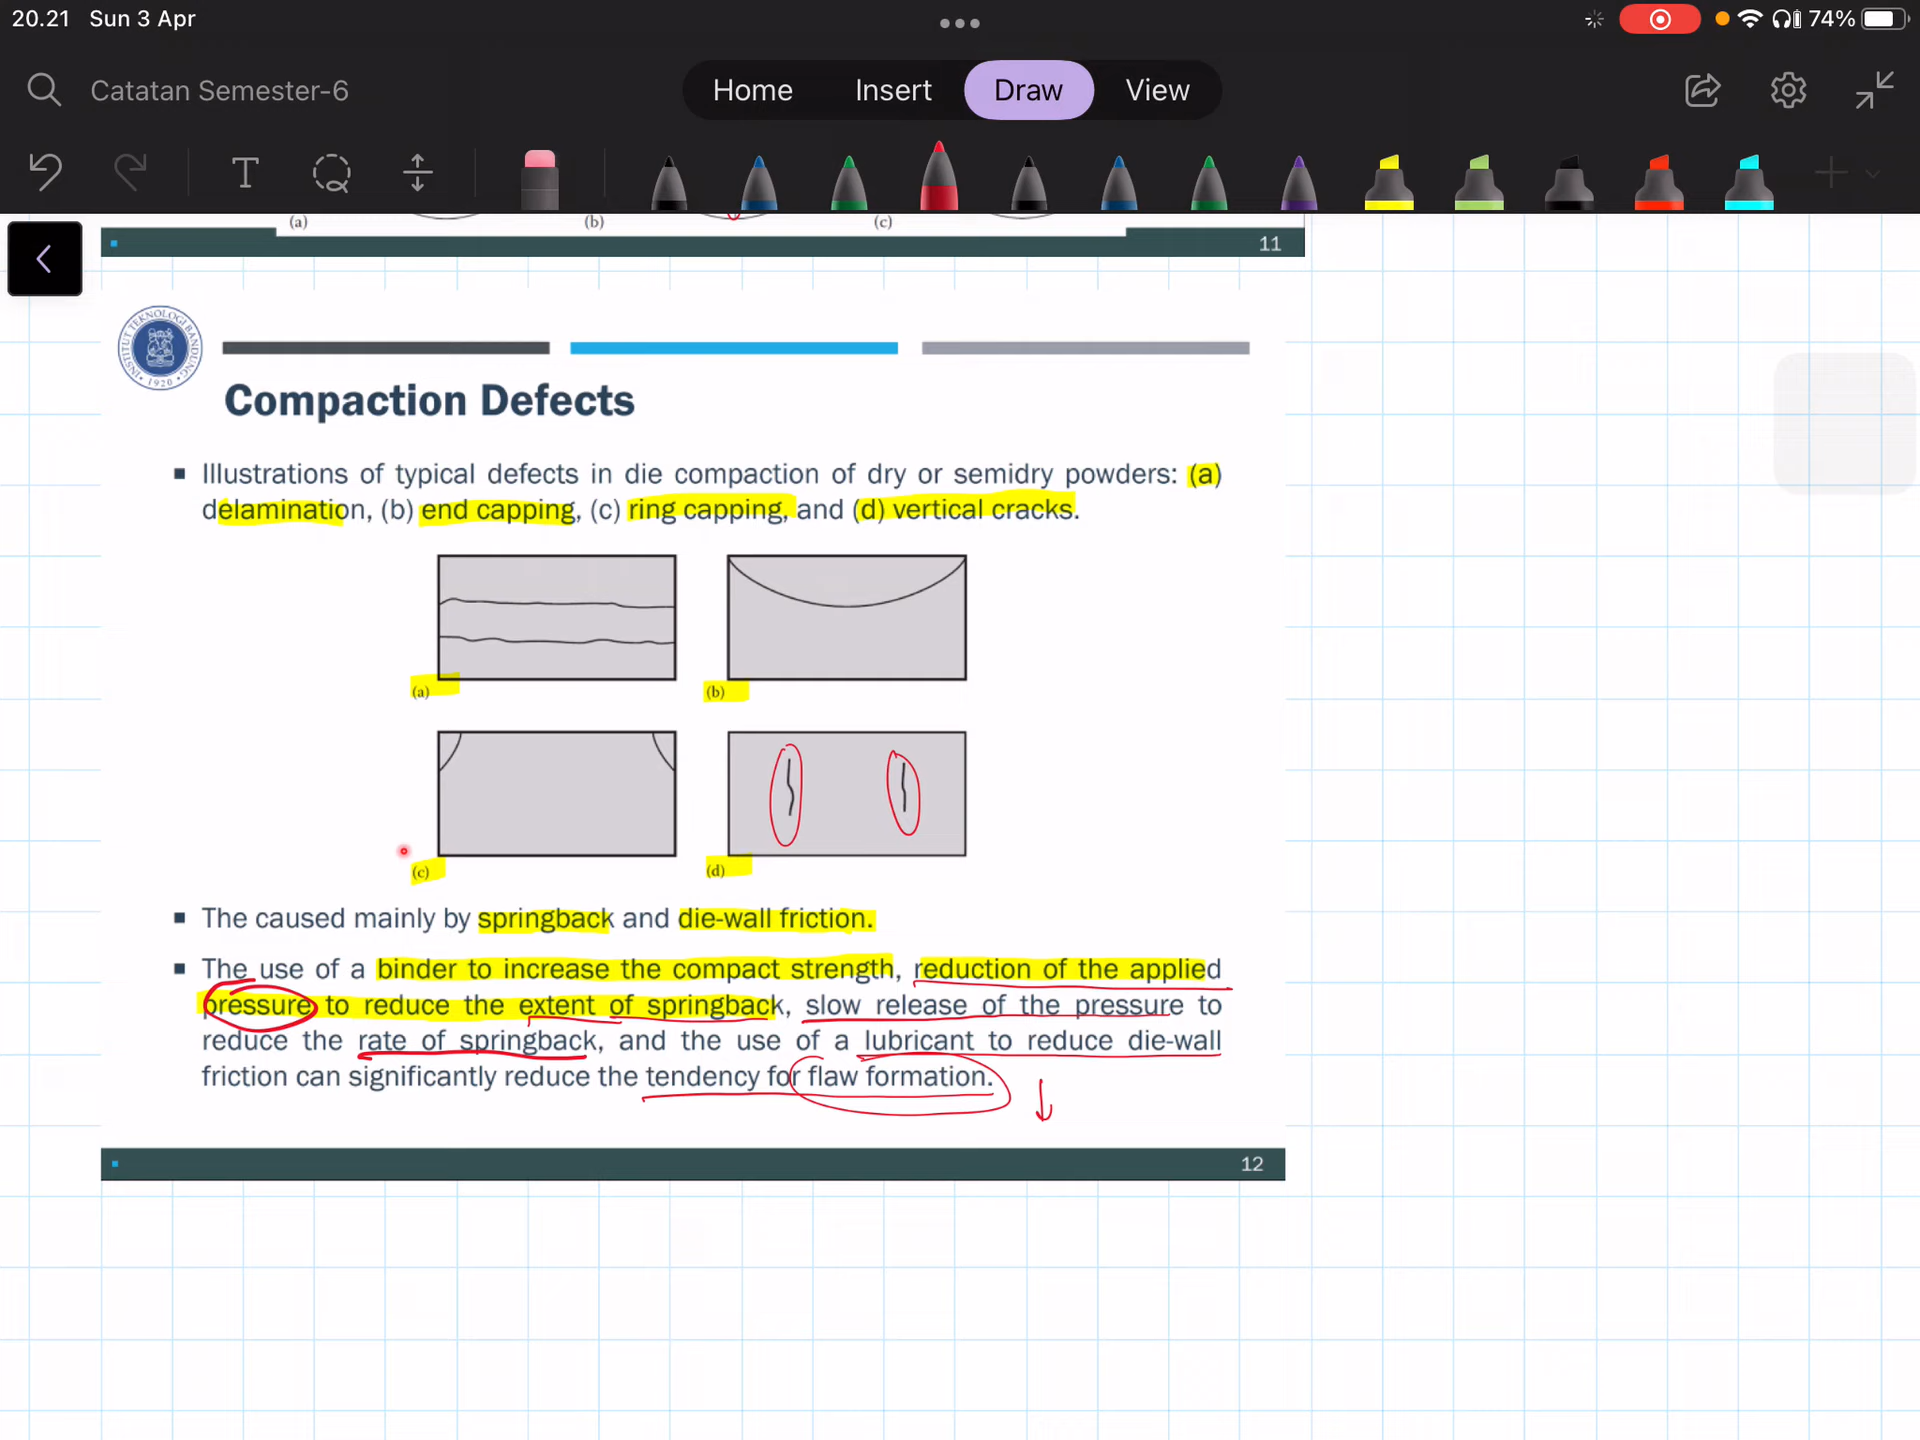 20.21 Sun 3 Apr
74%
Catatan Semester-6
Home Insert Draw View
T
(a) (b) (c)
11
INSTITUT TEKNOLOGI BANDUNG
1920
Compaction Defects
Illustrations of typical defects in die compaction of dry or semidry powders: (a)
delamination, (b) end capping, (c) ring capping, and (d) vertical cracks.
(a) (b)
(c) (d)
The caused mainly by springback and die-wall friction.
The use of a binder to increase the compact strength, reduction of the applied
pressure to reduce the extent of springback, slow release of the pressure to
reduce the rate of springback, and the use of a lubricant to reduce die-wall
friction can significantly reduce the tendency for flaw formation.
12